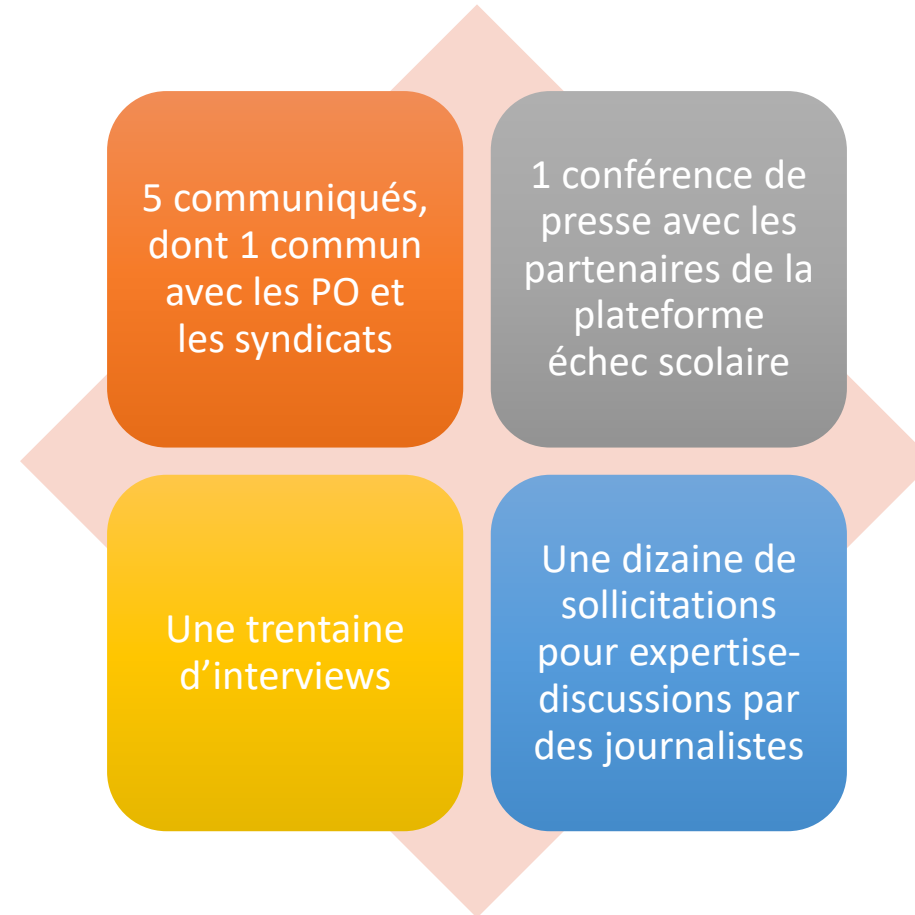 5 communiqués,
dont 1 commun
avec les PO et
les syndicats
1 conférence de
presse avec les
partenaires de la
plateforme
échec scolaire
Une trentaine
d’interviews
Une dizaine de
sollicitations
pour expertise-
discussions par
des journalistes